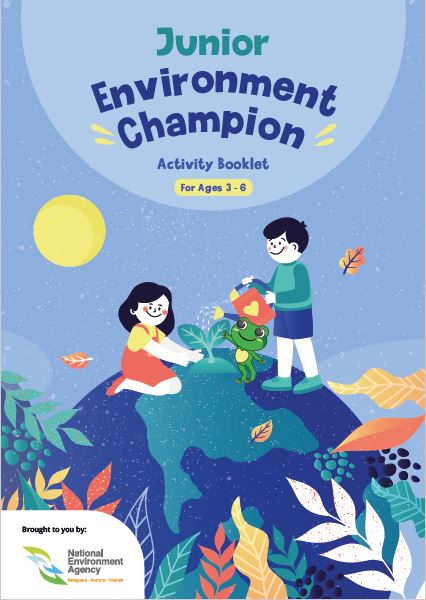 Junior
Environment
Champion
Activity Booklet
For Ages 3 - 6
Brought to you by:
National
Environment
Agency
Safeguard • Nurture • Cherish